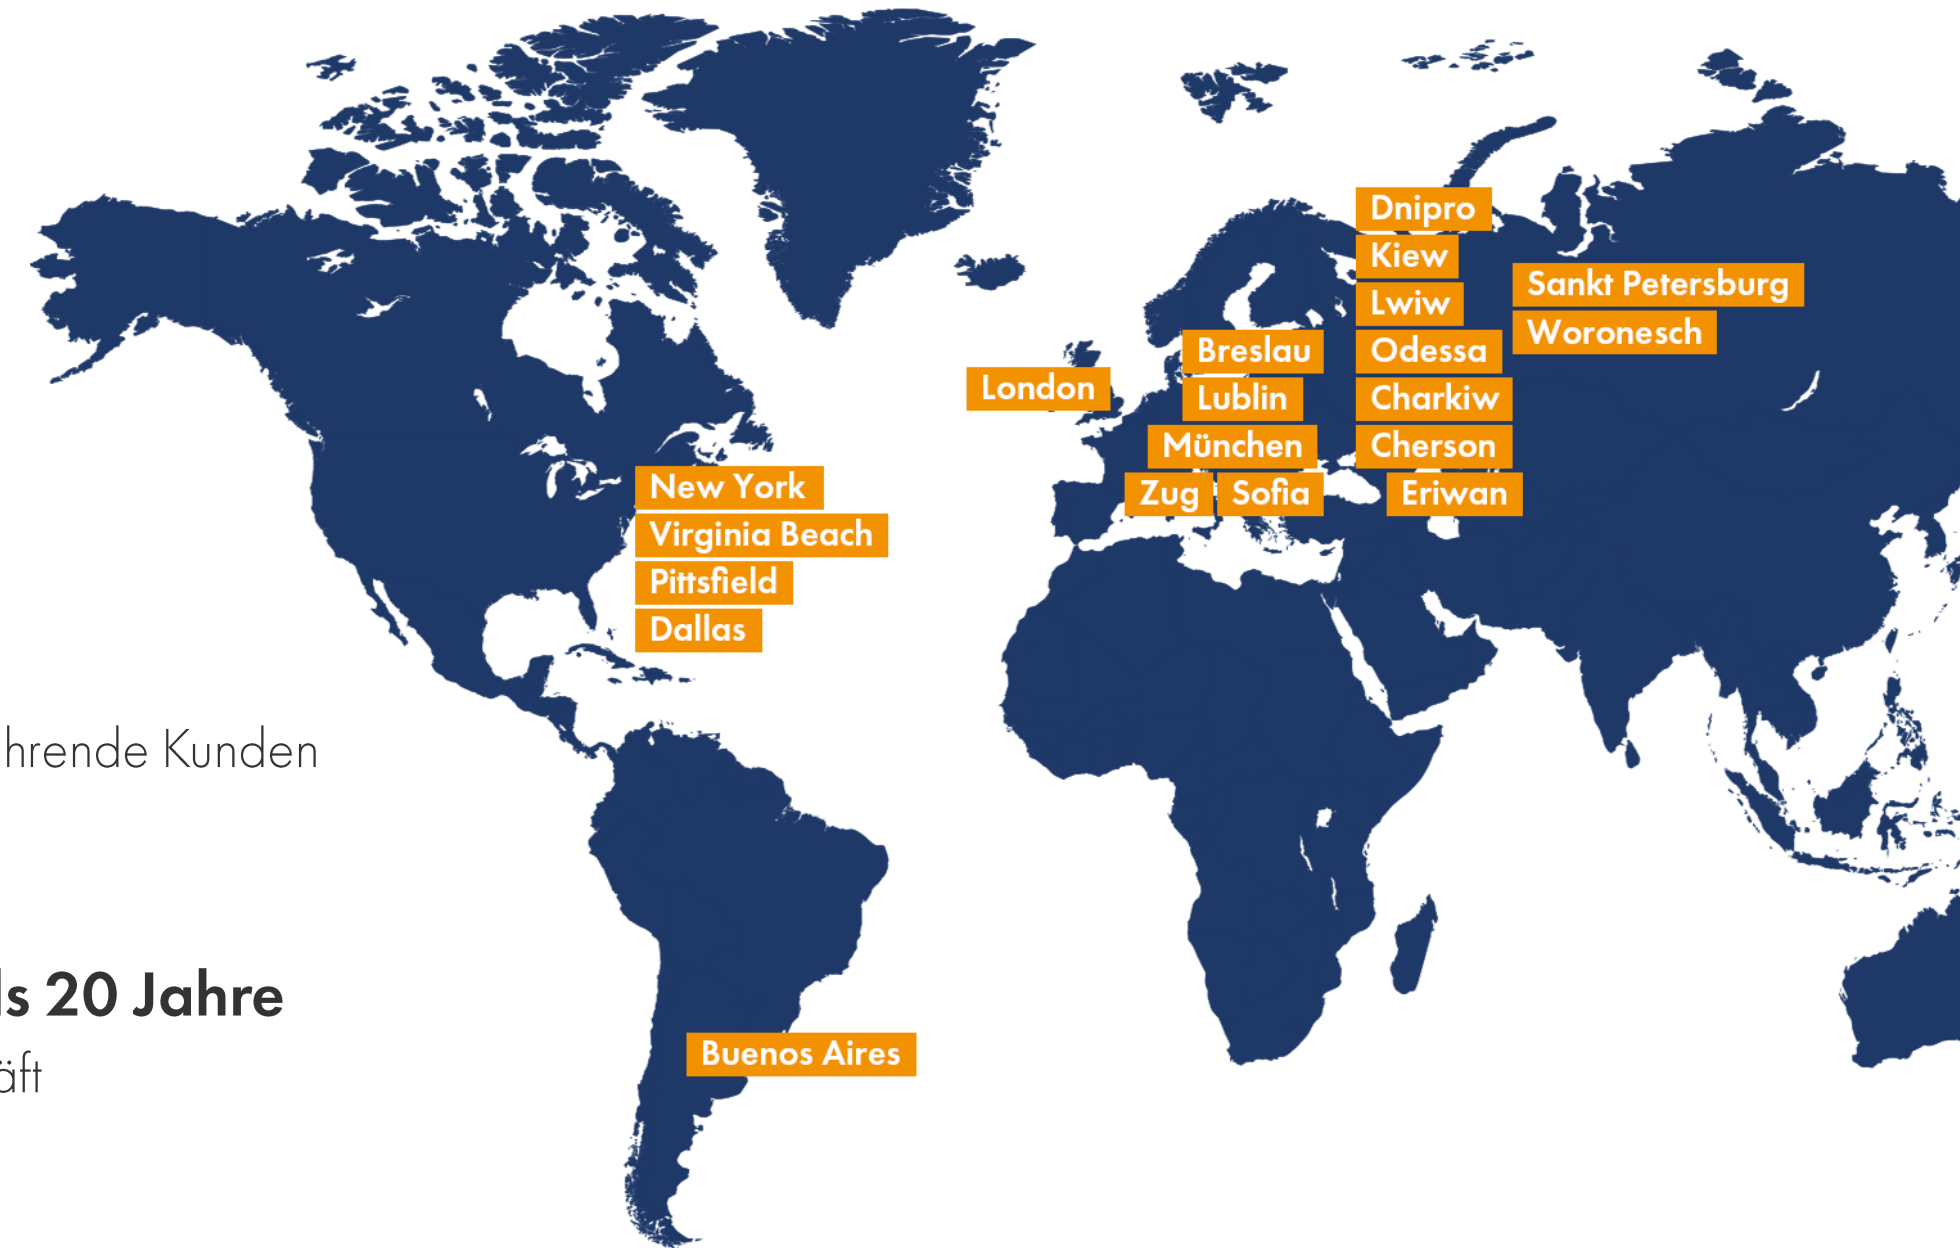 Dnipro
Kiew
Lwiw
Odessa
Charkiw
Cherson
Eriwan
Sankt Petersburg
Woronesch
Breslau
Lublin
München
Zug
Sofia
London
New York
Virginia Beach
Pittsfield
Dallas
Buenos Aires
hrende Kunden
ls 20 Jahre
äft